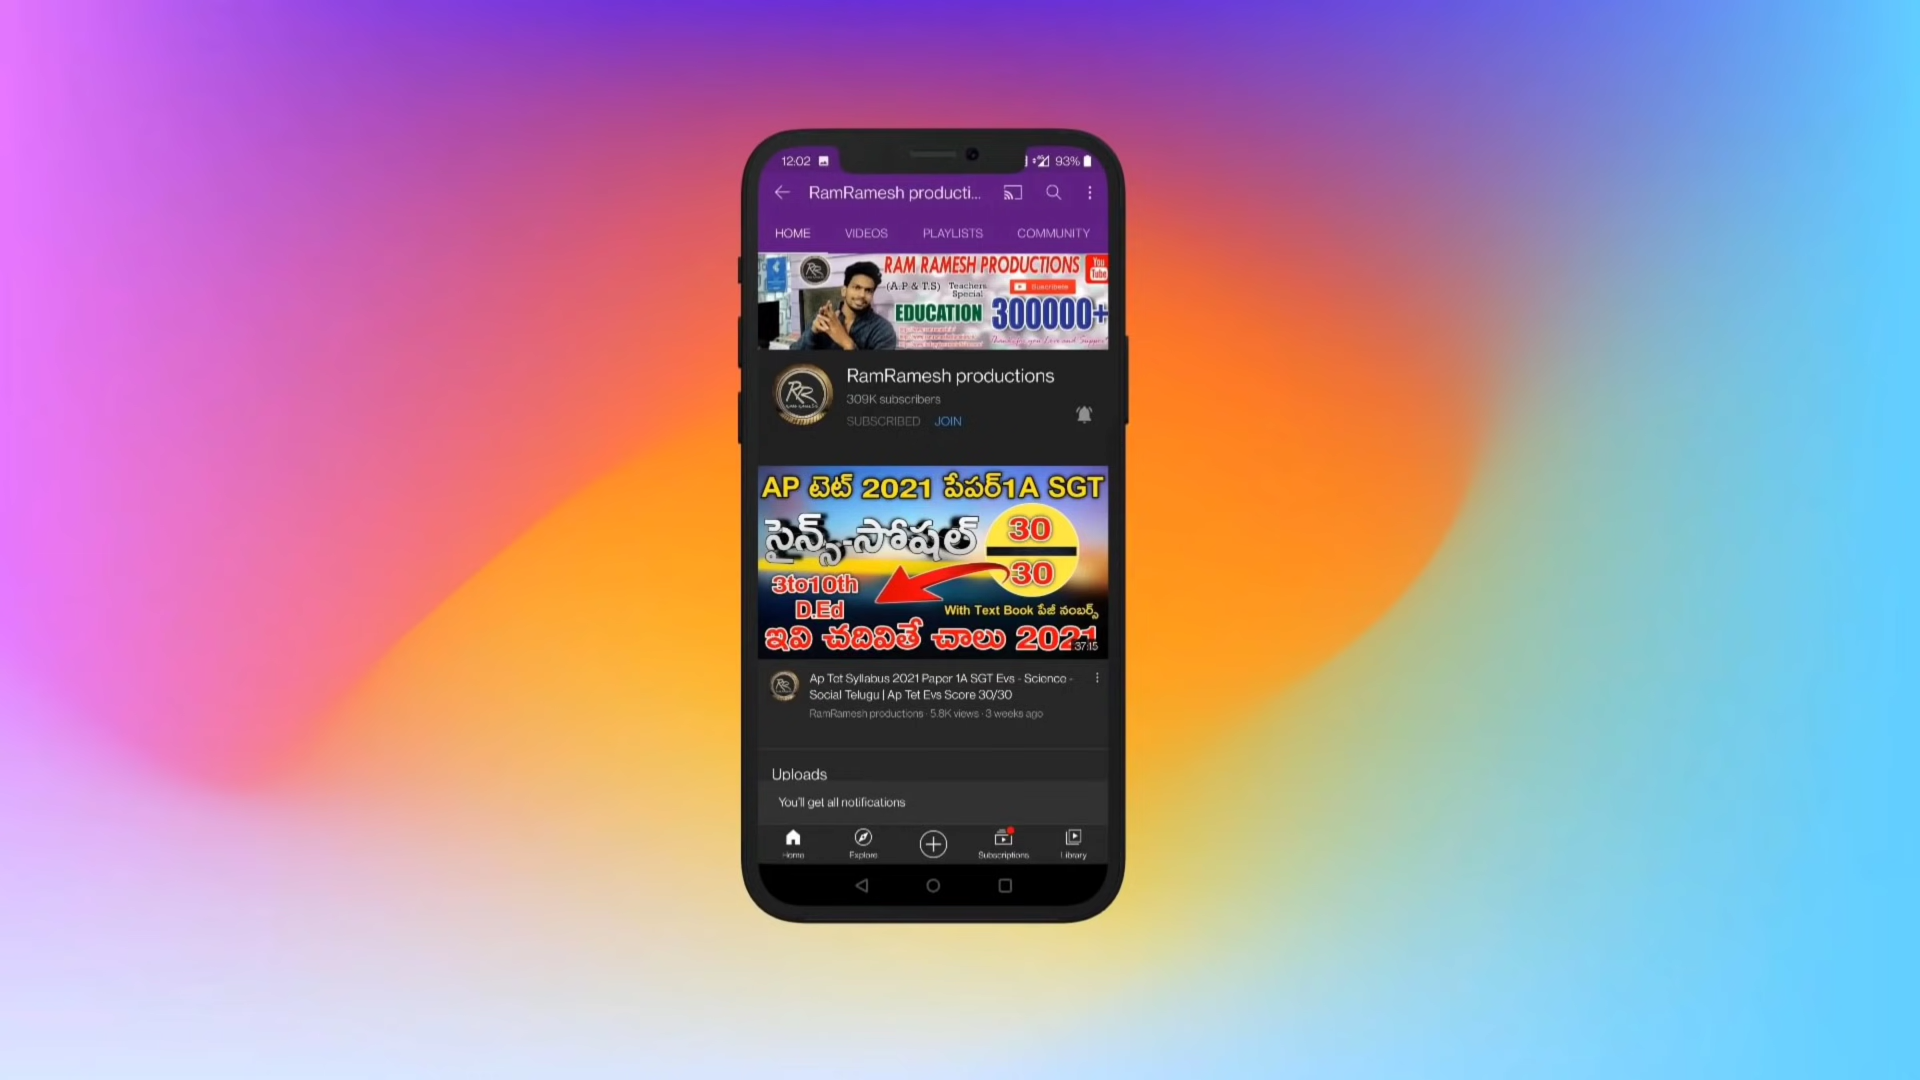 12:02
93%
RamRamesh producti...
HOME
VIDEOS
PLAYLISTS
COMMUNITY
RAM RAMESH PRODUCTIONS
You
Tube
(A.P & T.S)
Teachers
Special
Suscribete
EDUCATION
300000+
RamRamesh productions
309K subscribers
SUBSCRIBED
JOIN
AP టెట్ 2021 పేపర్1A SGT
సైన్స్-సోషల్
30
30
3to10th
D.Ed
With Text Book పేజీ నంబర్స్
ఇవి చదివితే చాలు 2021
37:15
Ap Tet Syllabus 2021 Paper 1A SGT Evs - Science -
Social Telugu | Ap Tet Evs Score 30/30
RamRamesh productions · 5.8K views · 3 weeks ago
Uploads
You'll get all notifications
Home
Explore
Subscriptions
Library